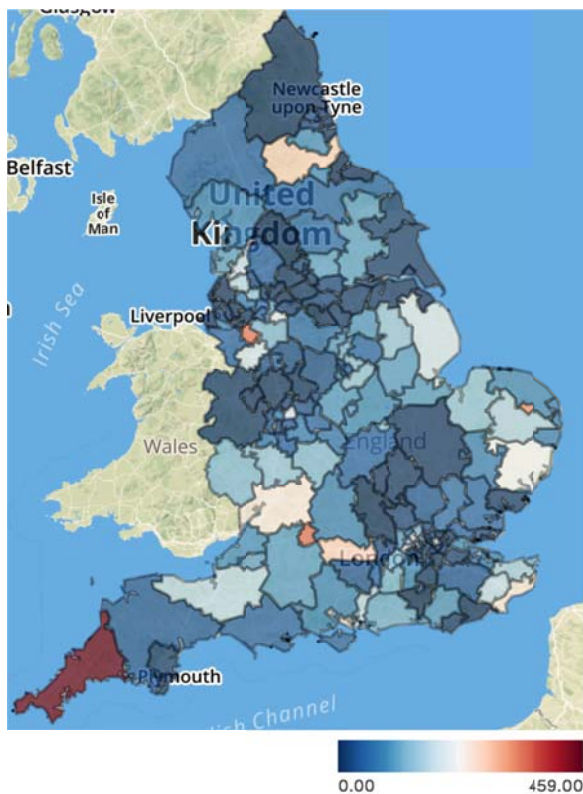 Glasgow
Newcastle
upon Tyne
Belfast
Isle
of
Man
United
Kingdom
Irish Sea
Liverpool
Wales
England
London
Plymouth
lish Channel
0.00
459.00